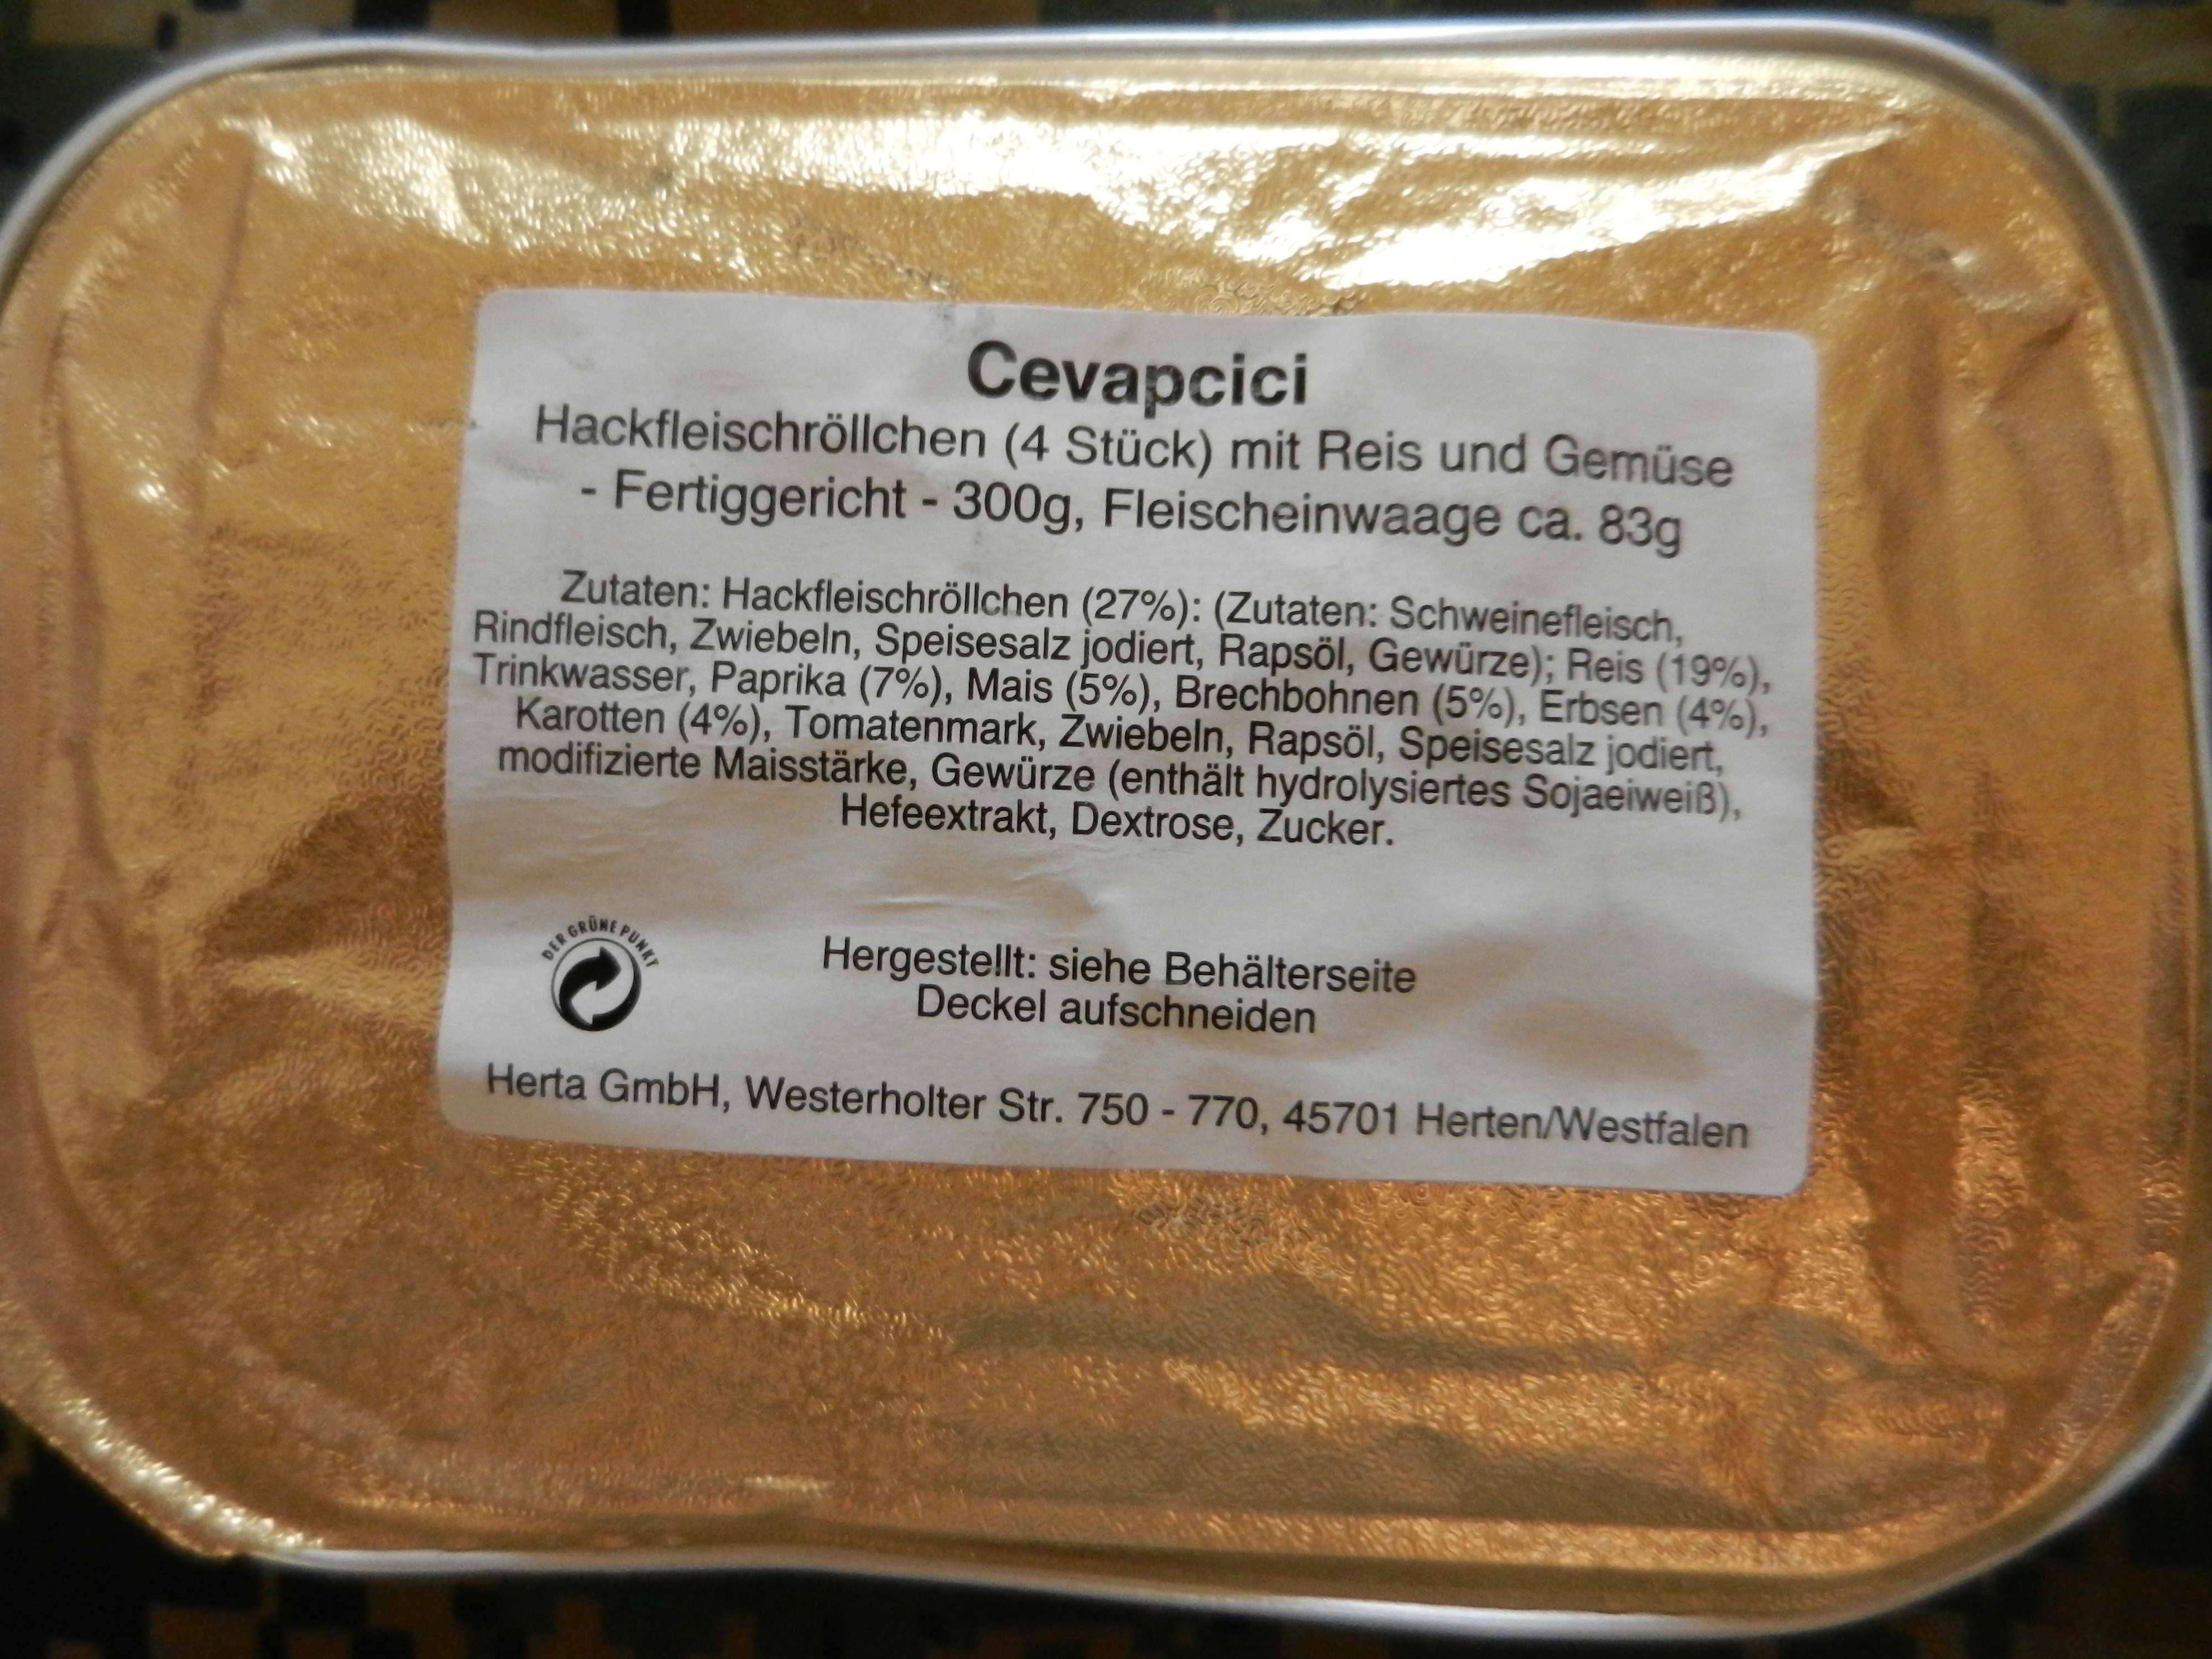 Cevapcici
Hackfleischröllchen (4 Stück) mit Reis und Gemüse
- Fertiggericht - 300g, Fleischeinwaage ca. 83g
Zutaten: Hackfleischröllchen (27%): (Zutaten: Schweinefleisch,
Rindfleisch, Zwiebeln, Speisesalz jodiert, Rapsöl, Gewürze); Reis (19%),
Trinkwasser, Paprika (7%), Mais (5%), Brechbohnen (5%), Erbsen (4%),
Karotten (4%), Tomatenmark, Zwiebeln, Rapsöl, Speisesalz jodiert,
modifizierte Maisstärke, Gewürze (enthält hydrolysiertes Sojaeiweiß),
Hefeextrakt, Dextrose, Zucker.
DER GRÜNE PUNKT
Hergestellt: siehe Behälterseite
Deckel aufschneiden
Herta GmbH, Westerholter Str. 750 - 770, 45701 Herten/Westfalen